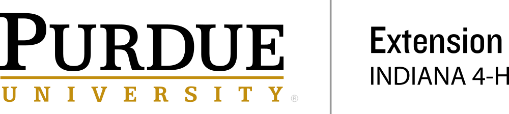 PURDUE
UNIVERSITY®
Extension
INDIANA 4-H